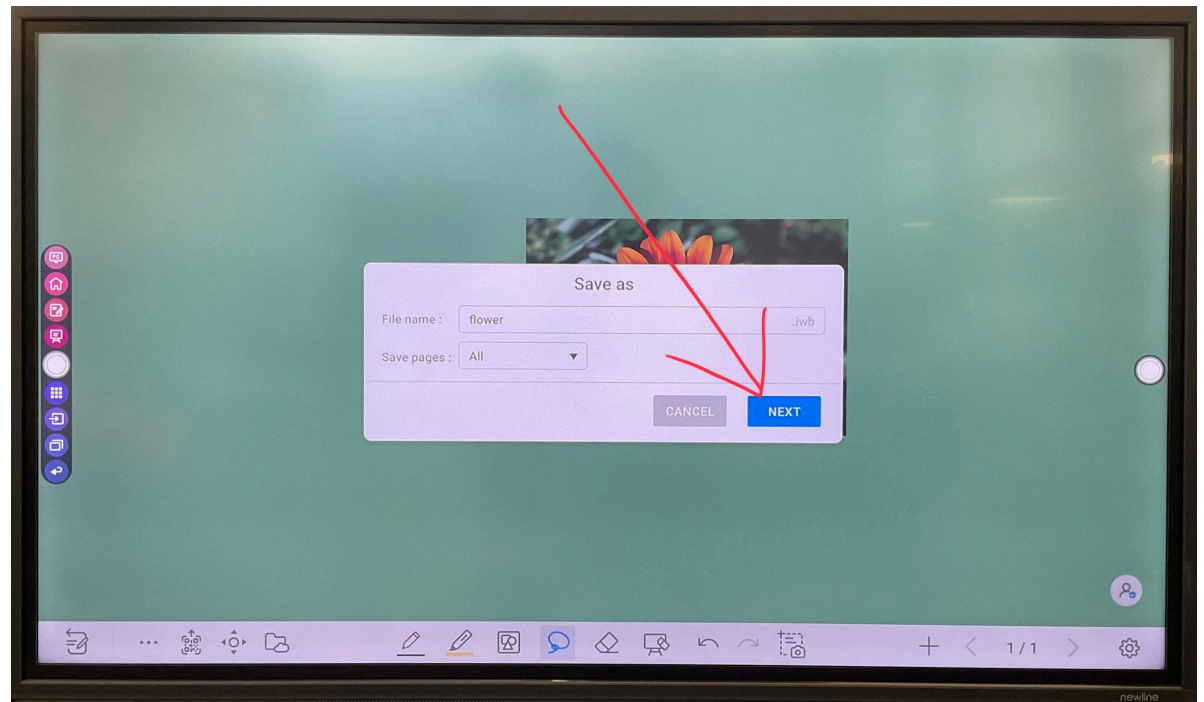 Save as
File name : flower .iwb
Save pages : All
CANCEL NEXT
1 / 1
newline